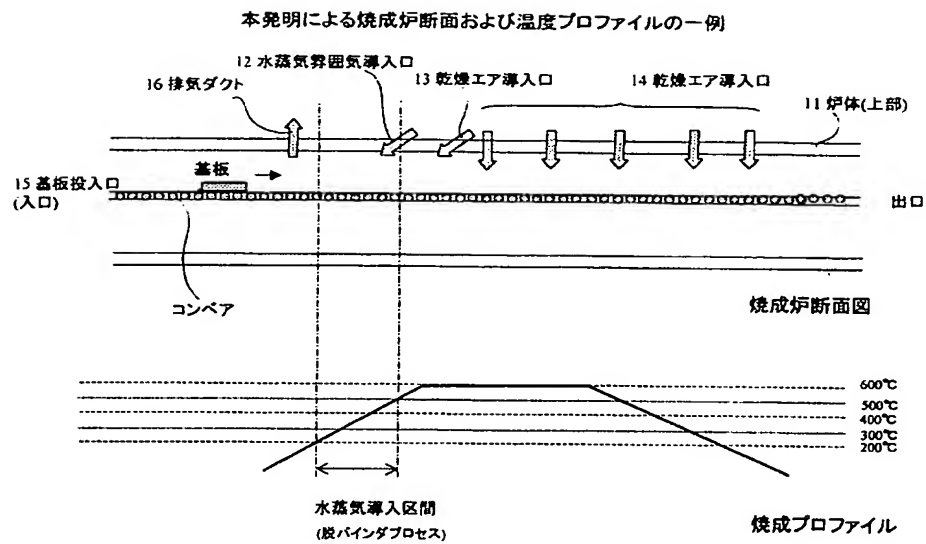 本発明による焼成炉断面および温度プロファイルの一例
12 水蒸気雰囲気導入口
16 排気ダクト
13 乾燥エア導入口
14 乾燥エア導入口
11 炉体(上部)
基板
15 基板投入口
(入口)
出口
コンベア
焼成炉断面図
600℃
500℃
400℃
300℃
200℃
水蒸気導入区間
(脱バインダプロセス)
焼成プロファイル